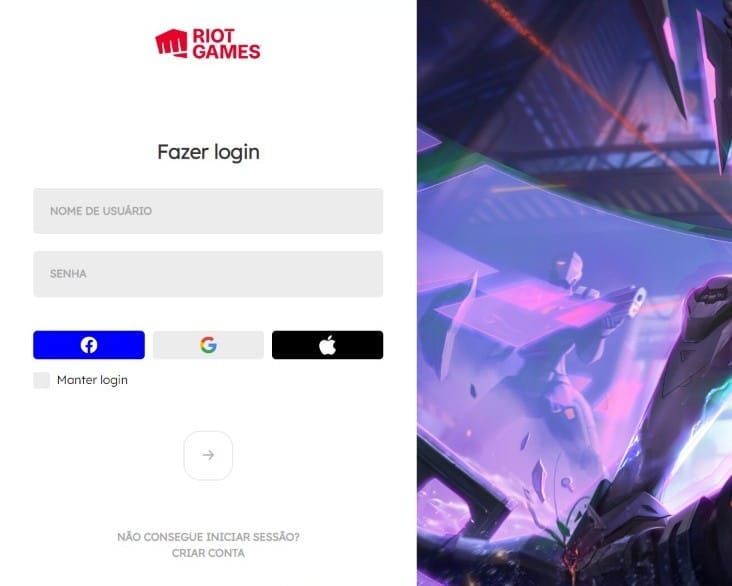 RIOT
GAMES
Fazer login
NOME DE USUÁRIO
SENHA
Manter login
NÃO CONSEGUE INICIAR SESSÃO?
CRIAR CONTA